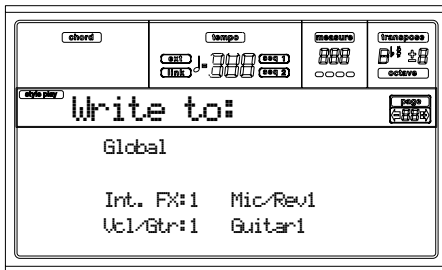 chord tempo measure transpose
ext seq 1
link seq 2
octave
style play page
Write to:
Global
Int. FX:1 Mic/Rev1
Vcl/Gtr:1 Guitar1